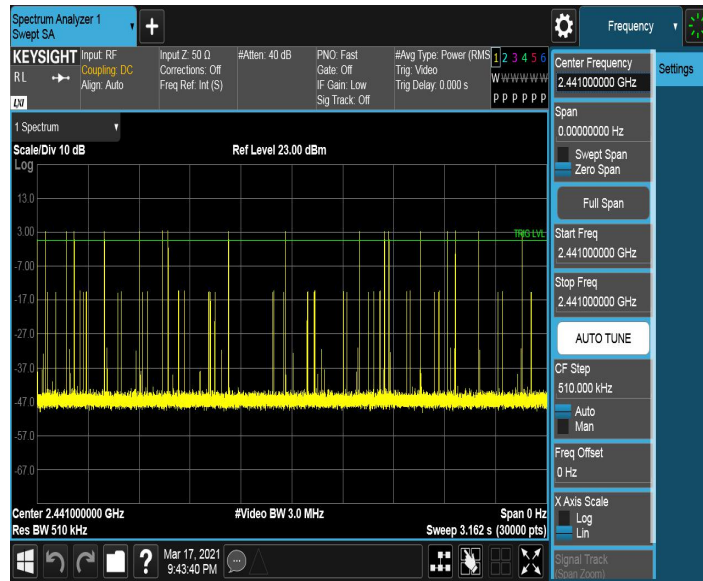 Spectrum Analyzer 1
Swept SA
+
Frequency
KEYSIGHT
Input: RF
Input Z: 50 Ω
#Atten: 40 dB
PNO: Fast
#Avg Type: Power (RMS
1 2 3 4 5 6
RL
Coupling: DC
Corrections: Off
Gate: Off
Trig: Video
W W W W W W
Align: Auto
Freq Ref: Int (S)
IF Gain: Low
Trig Delay: 0.000 s
P P P P P P
LXI
Sig Track: Off
1 Spectrum
Scale/Div 10 dB
Ref Level 23.00 dBm
Log
13.0
3.00
TRIG LVL
-7.00
-17.0
-27.0
-37.0
-47.0
-57.0
-67.0
Center 2.441000000 GHz
#Video BW 3.0 MHz
Span 0 Hz
Res BW 510 kHz
Sweep 3.162 s (30000 pts)
?
Mar 17, 2021
9:43:40 PM
Center Frequency
2.441000000 GHz
Settings
Span
0.00000000 Hz
Swept Span
Zero Span
Full Span
Start Freq
2.441000000 GHz
Stop Freq
2.441000000 GHz
AUTO TUNE
CF Step
510.000 kHz
Auto
Man
Freq Offset
0 Hz
X Axis Scale
Log
Lin
Signal Track
(Span Zoom)